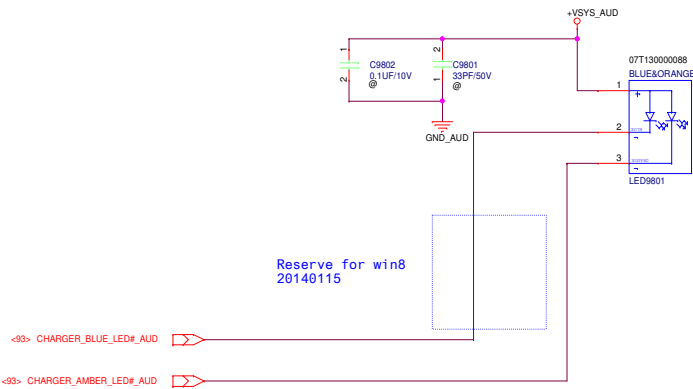 +VSYS_AUD
07T130000088
BLUE&ORANGE
1
2
C9802
0.1UF/10V
@
2
1
C9801
33PF/50V
@
GND_AUD
1
+
2
-
3
-
LED9801
Reserve for win8
20140115
<93> CHARGER_BLUE_LED#_AUD
<93> CHARGER_AMBER_LED#_AUD